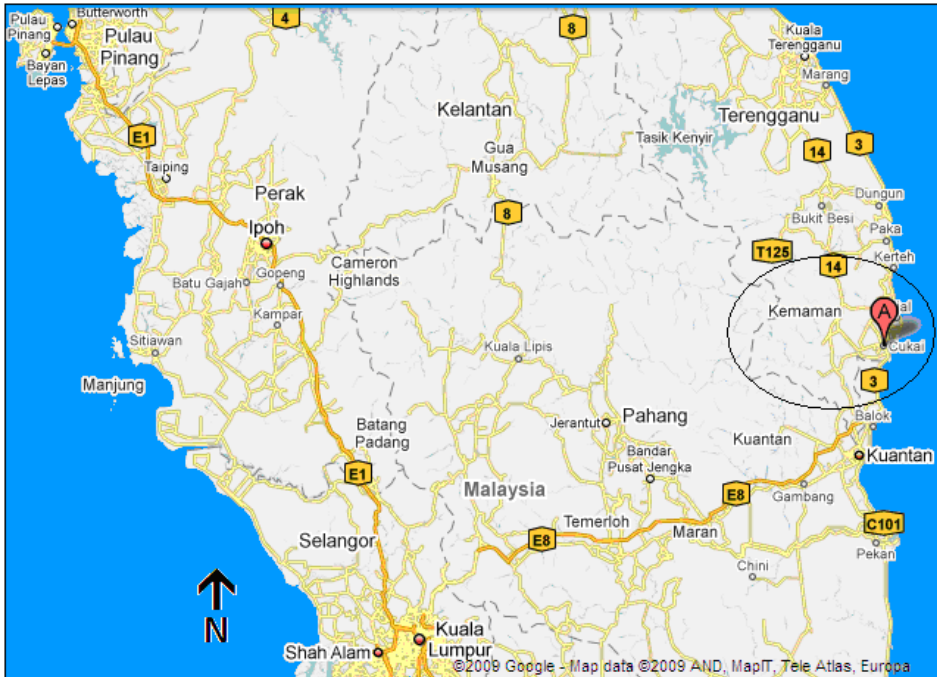 Pulau
Pinang
Butterworth
4
8
Pulau
Pinang
Bayan
Lepas
Kuala
Terengganu
Marang
Kelantan
Terengganu
Tasik Kenyir
E1
14
3
Gua
Musang
Taiping
Perak
Dungun
8
Bukit Besi
Ipoh
Paka
T125
Kerteh
14
Cameron
Highlands
Gopeng
Batu Gajah
Kemaman
A
Kampar
Sitiawan
Cukai
Kuala Lipis
Manjung
3
Pahang
Jerantut
Balok
Batang
Padang
Kuantan
Bandar
Pusat Jengka
Kuantan
E1
Malaysia
Gambang
E8
Temerloh
Maran
C101
Selangor
E8
Pekan
Chini
N
Kuala
Lumpur
Shah Alam
©2009 Google - Map data ©2009 AND, MapIT, Tele Atlas, Europa